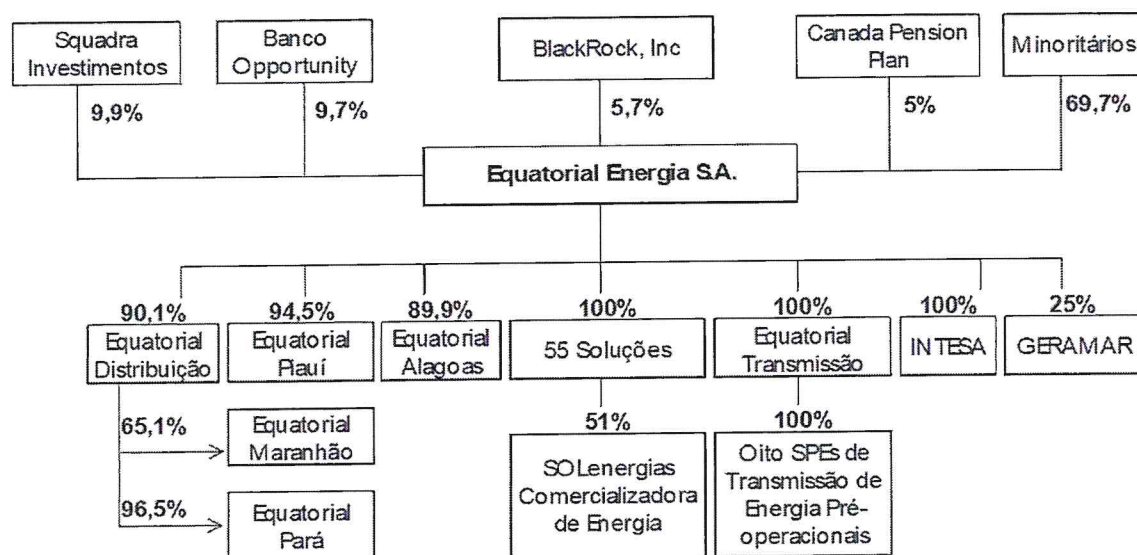 Squadra
Investimentos
Banco
Opportunity
BlackRock, Inc
Canada Pension
Plan
Minoritários
9,9%
9,7%
5,7%
5%
69,7%
Equatorial Energia S.A.
90,1%
94,5%
89,9%
100%
100%
100%
25%
Equatorial
Distribuição
Equatorial
Piauí
Equatorial
Alagoas
55 Soluções
Equatorial
Transmissão
INTESA
GERAMAR
65,1%
Equatorial
Maranhão
96,5%
Equatorial
Pará
51%
SOLenergias
Comercializadora
de Energia
100%
Oito SPEs de
Transmissão de
Energia Pré-
operacionais